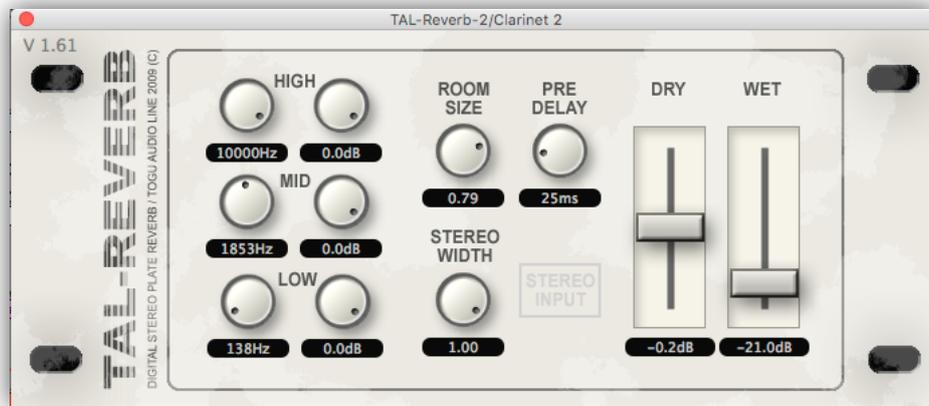 TAL-Reverb-2/Clarinet 2
V 1.61
TAL-REVERB
DIGITAL STEREO PLATE REVERB / TOGU AUDIO LINE 2009 (C)
HIGH
10000Hz 0.0dB
MID
1853Hz 0.0dB
LOW
138Hz 0.0dB
ROOM
SIZE
0.79
PRE
DELAY
25ms
STEREO
WIDTH
1.00
STEREO
INPUT
DRY
-0.2dB
WET
-21.0dB